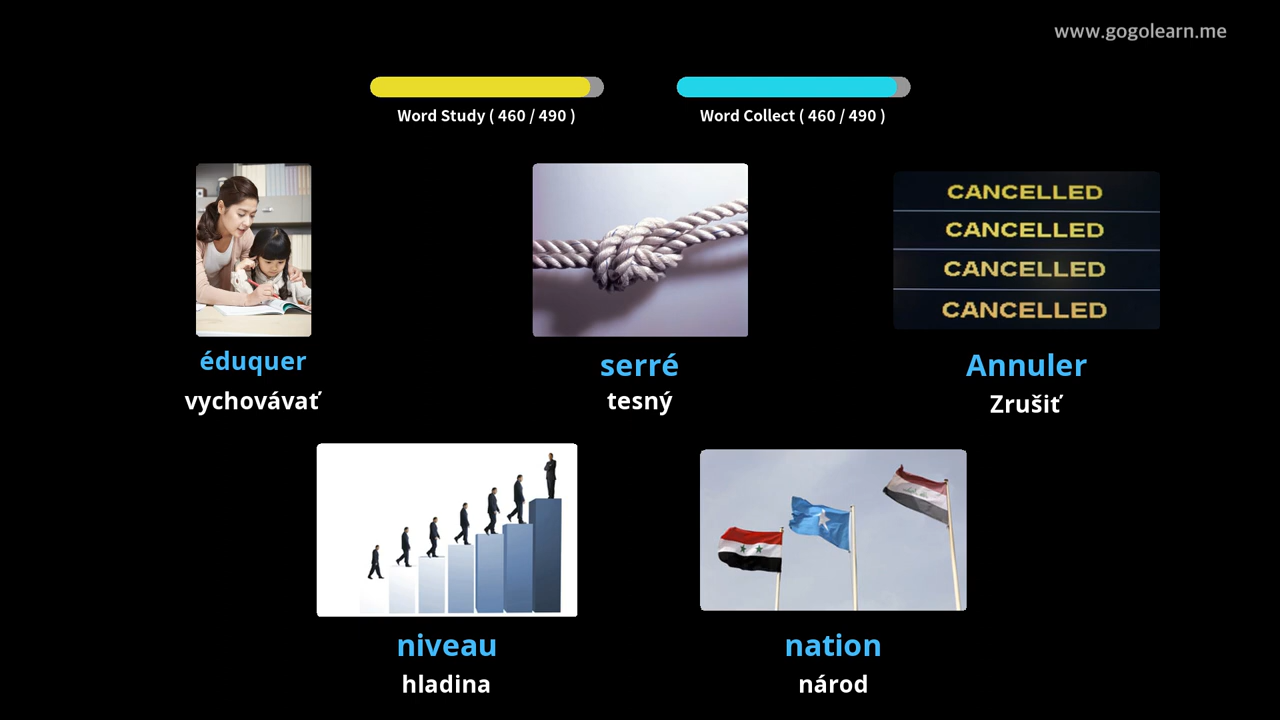 www.gogolearn.me
Word Study ( 460 / 490 )
Word Collect ( 460 / 490 )
CANCELLED
CANCELLED
CANCELLED
CANCELLED
éduquer
vychovávať
serré
tesný
Annuler
Zrušiť
niveau
hladina
nation
národ